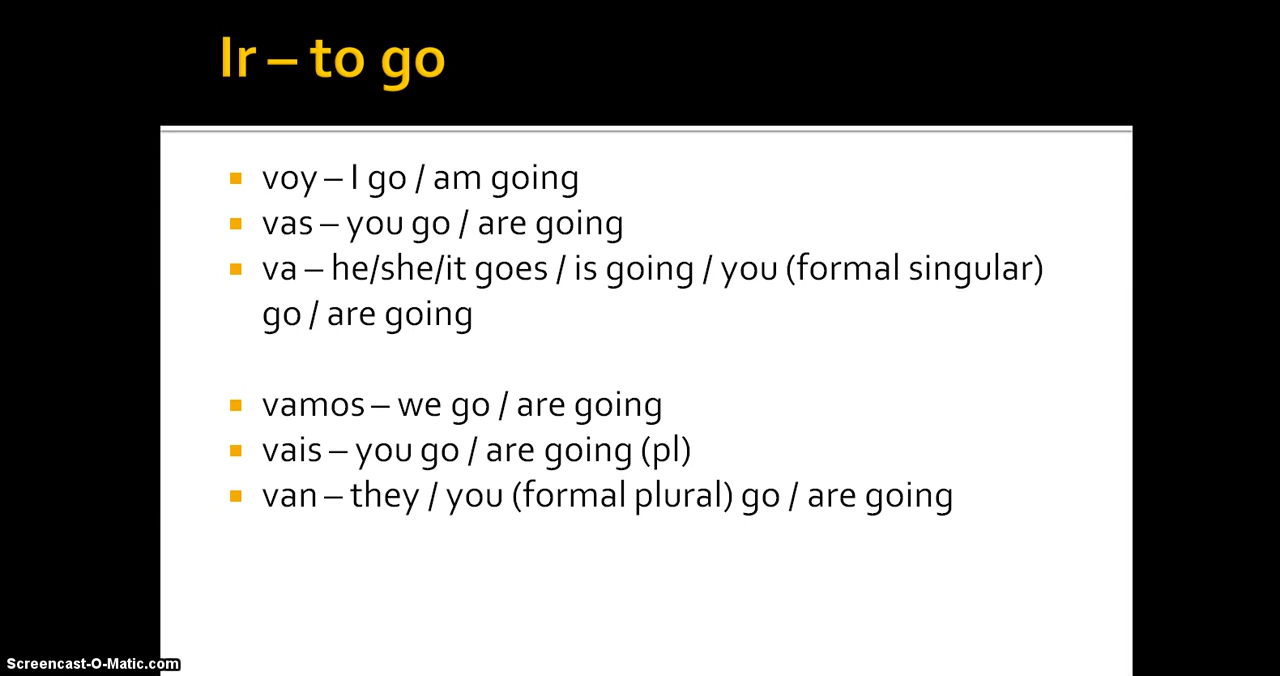 Ir – to go
voy – I go / am going
vas – you go / are going
va – he/she/it goes / is going / you (formal singular)
go / are going
vamos – we go / are going
vais – you go / are going (pl)
van – they / you (formal plural) go / are going
Screencast-O-Matic.com